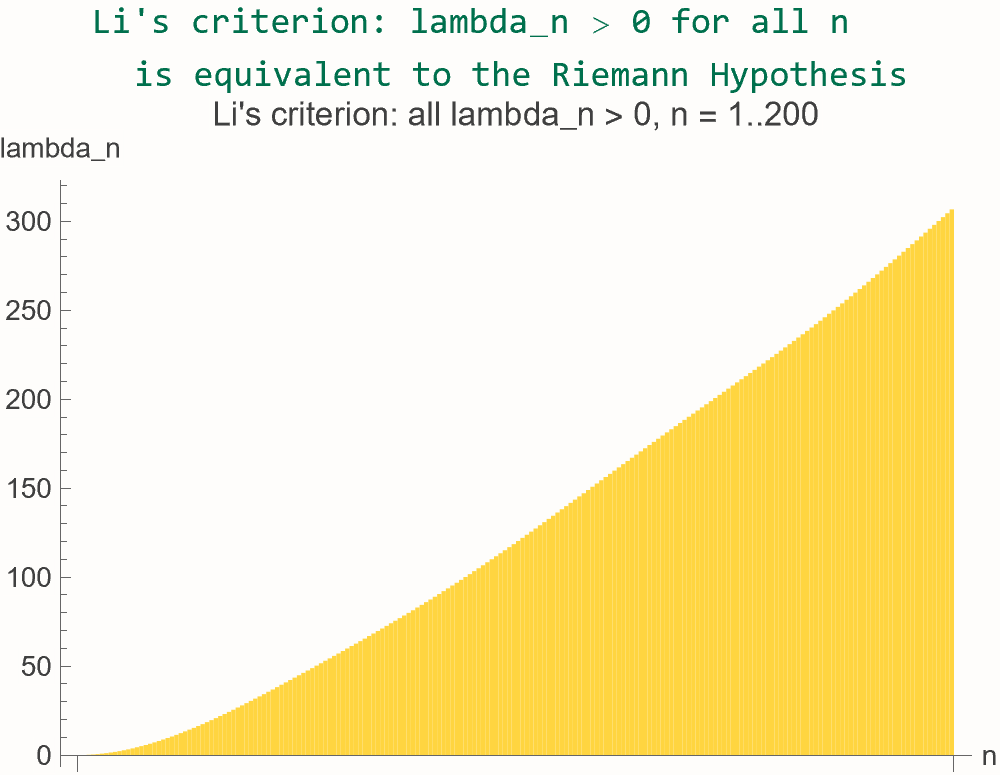 Li's criterion: lambda_n > 0 for all n
is equivalent to the Riemann Hypothesis
Li's criterion: all lambda_n > 0, n = 1..200
lambda_n
300
250
200
150
100
50
0
n